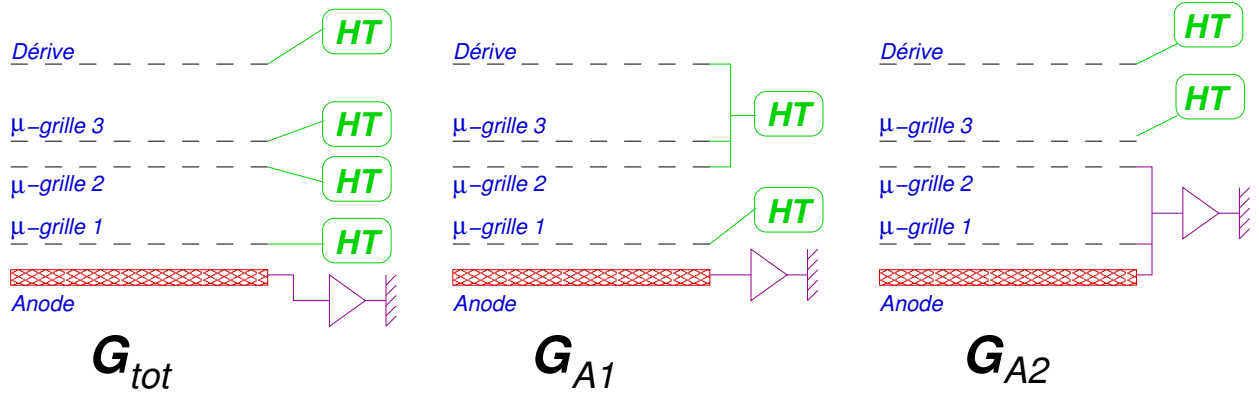 Dérive
HT
μ-grille 3
HT
μ-grille 2
HT
μ-grille 1
HT
Anode
G_tot
Dérive
μ-grille 3
HT
μ-grille 2
μ-grille 1
HT
Anode
G_A1
Dérive
HT
μ-grille 3
HT
μ-grille 2
μ-grille 1
Anode
G_A2